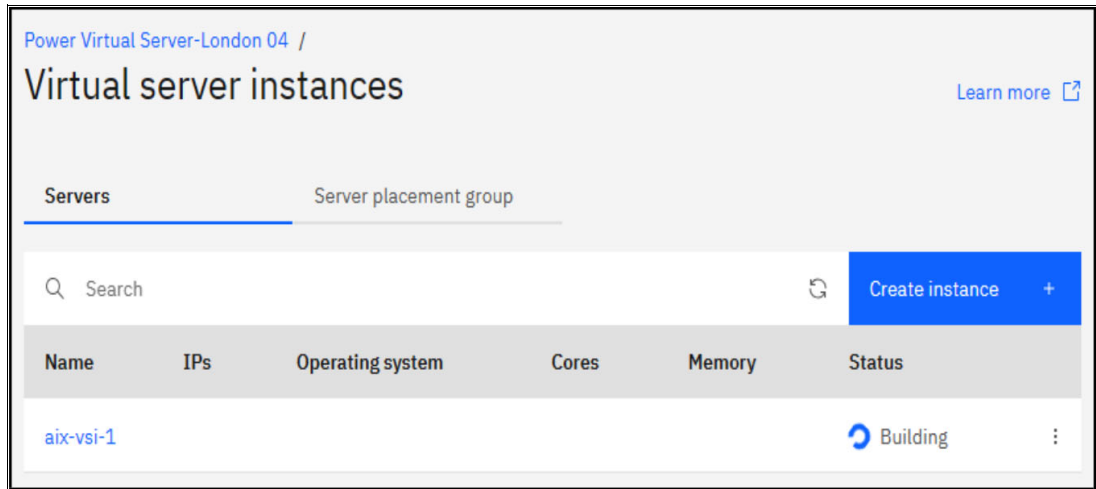 Power Virtual Server-London 04 /
Virtual server instances
Learn more
Servers Server placement group
Search Create instance +
Name IPs Operating system Cores Memory Status
aix-vsi-1 Building